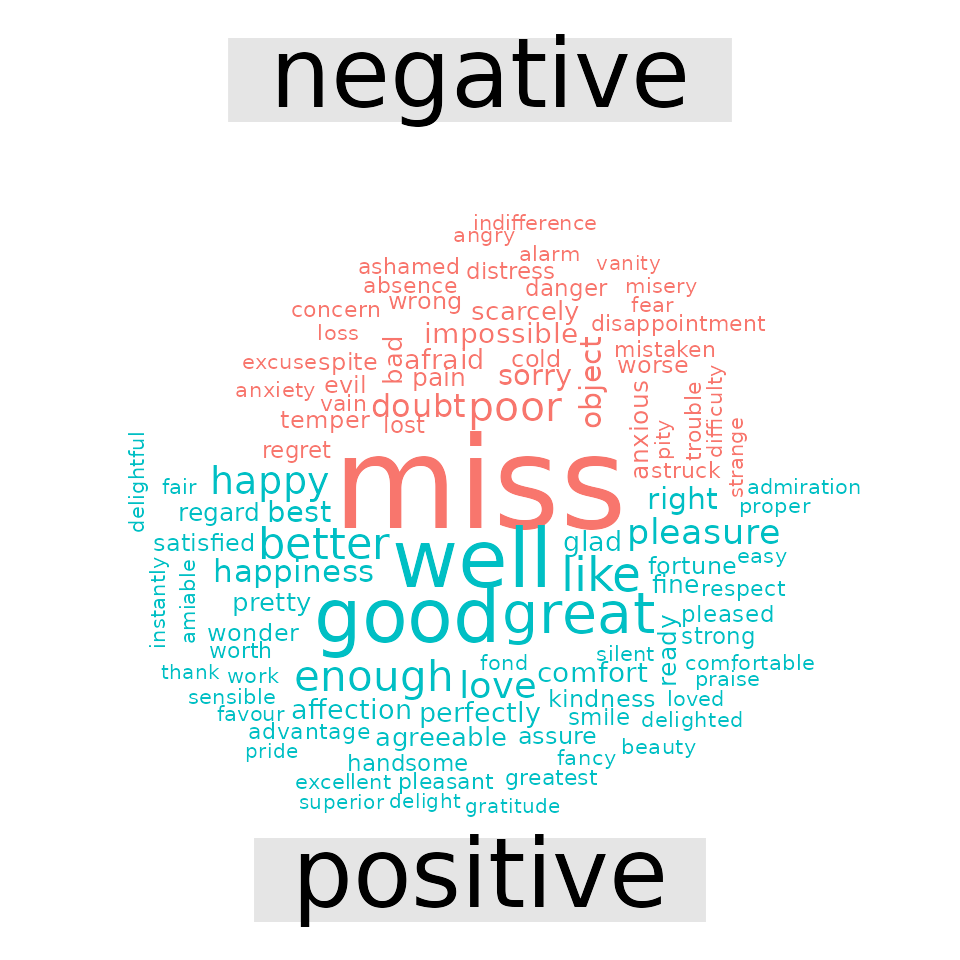 negative
indifference
angry
alarm
ashamed distress vanity
absence danger misery
wrong fear
concern scarcely
loss impossible disappointment
bad object
excuse spite afraid cold mistaken
pain sorry worse
anxiety evil
vain doubt poor anxious trouble difficulty
temper lost pity
regret struck strange
miss
delightful
fair happy right admiration
regard best proper
satisfied better well glad pleasure
happiness like fortune easy
instantly amiable fine respect
pretty good great pleased
wonder strong
worth silent ready
thank work enough fond comfort comfortable
love praise
sensible kindness loved
favour affection perfectly smile delighted
advantage agreeable assure
pride beauty
handsome fancy
excellent pleasant greatest
superior delight gratitude
positive